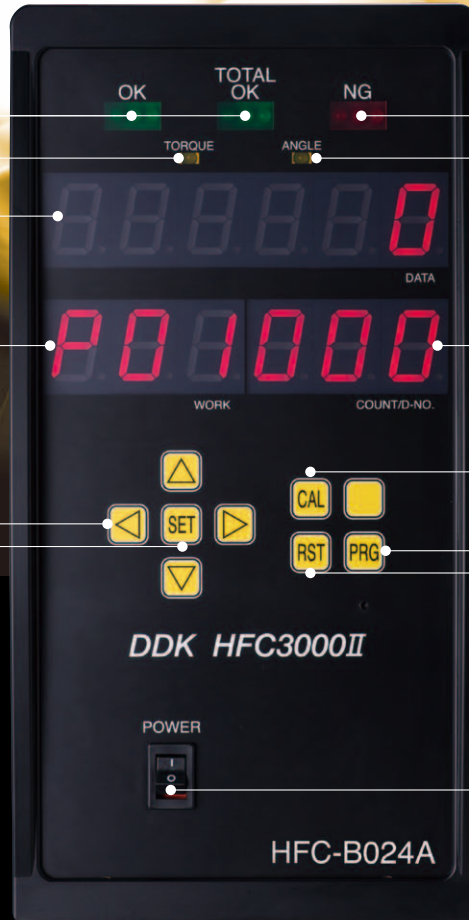 OK
TOTAL
OK
NG
TORQUE
ANGLE
0
DATA
P01 000
WORK
COUNT/D-NO.
CAL
SET
RST
PRG
DDK HFC3000Ⅱ
POWER
I
O
HFC-B024A